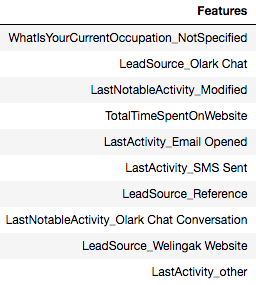 Features
WhatIsYourCurrentOccupation_NotSpecified
LeadSource_Olark Chat
LastNotableActivity_Modified
TotalTimeSpentOnWebsite
LastActivity_Email Opened
LastActivity_SMS Sent
LeadSource_Reference
LastNotableActivity_Olark Chat Conversation
LeadSource_Welingak Website
LastActivity_other